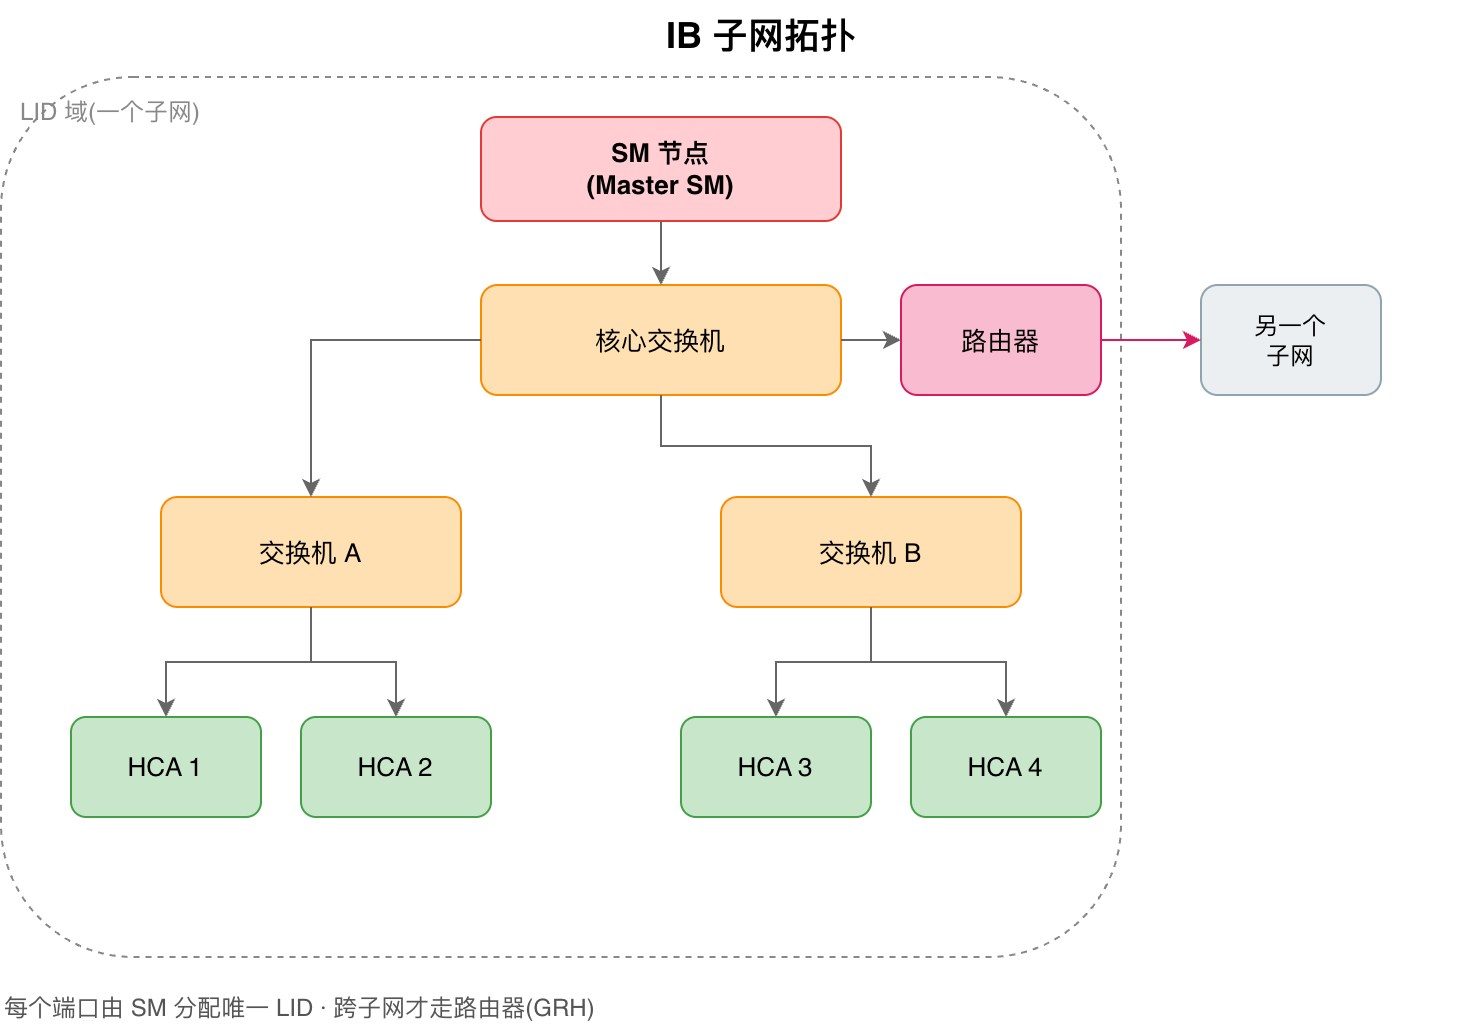 IB 子网拓扑
LID 域(一个子网)
SM 节点
(Master SM)
核心交换机
路由器
另一个
子网
交换机 A
交换机 B
HCA 1
HCA 2
HCA 3
HCA 4
每个端口由 SM 分配唯一 LID · 跨子网才走路由器(GRH)